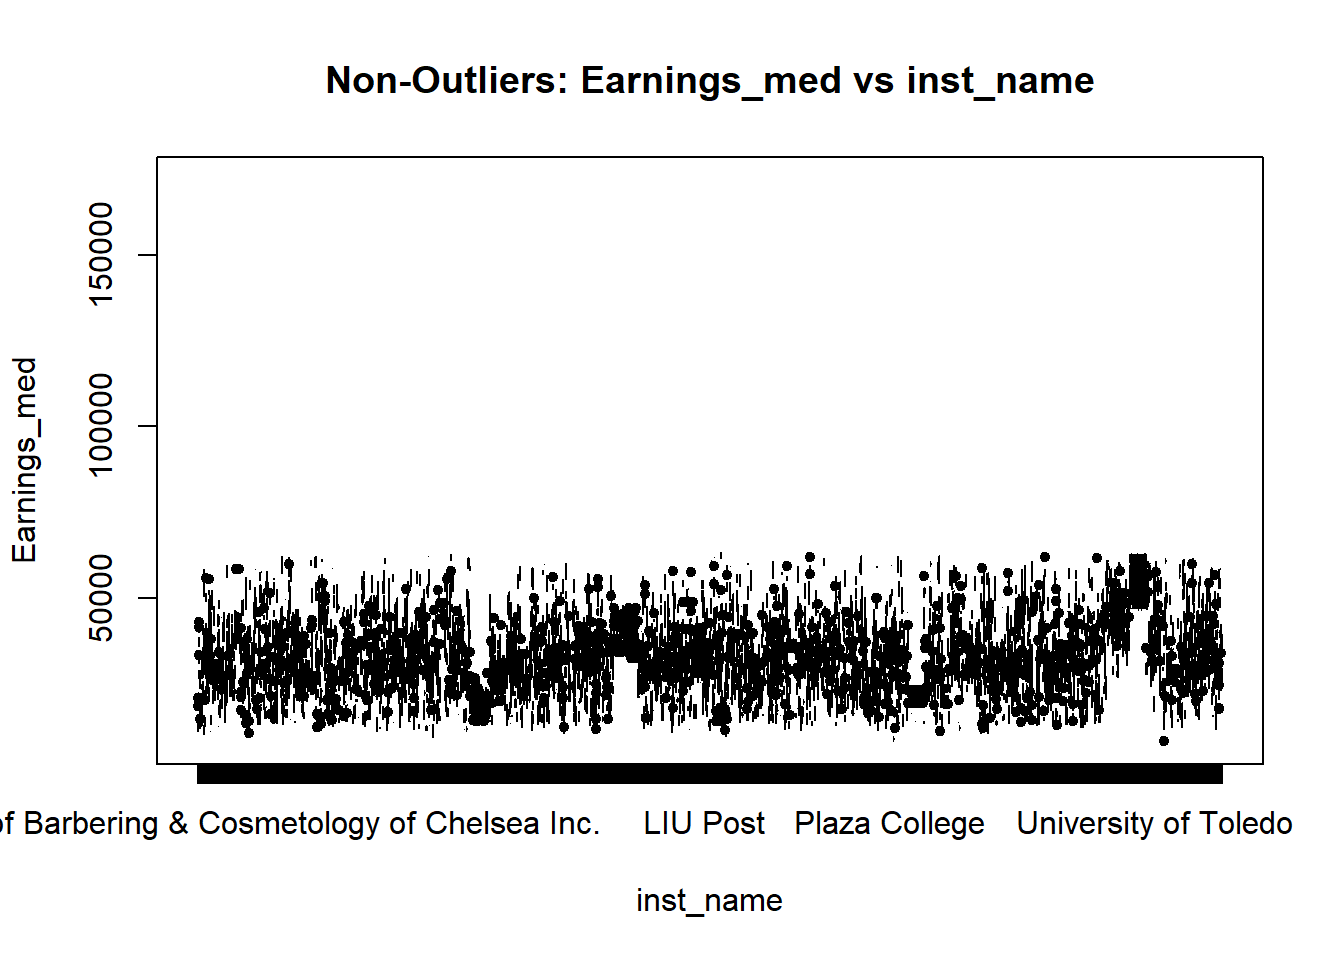 Non-Outliers: Earnings_med vs inst_name
150000
100000
50000
Earnings_med
of Barbering & Cosmetology of Chelsea Inc. LIU Post Plaza College University of Toledo
inst_name